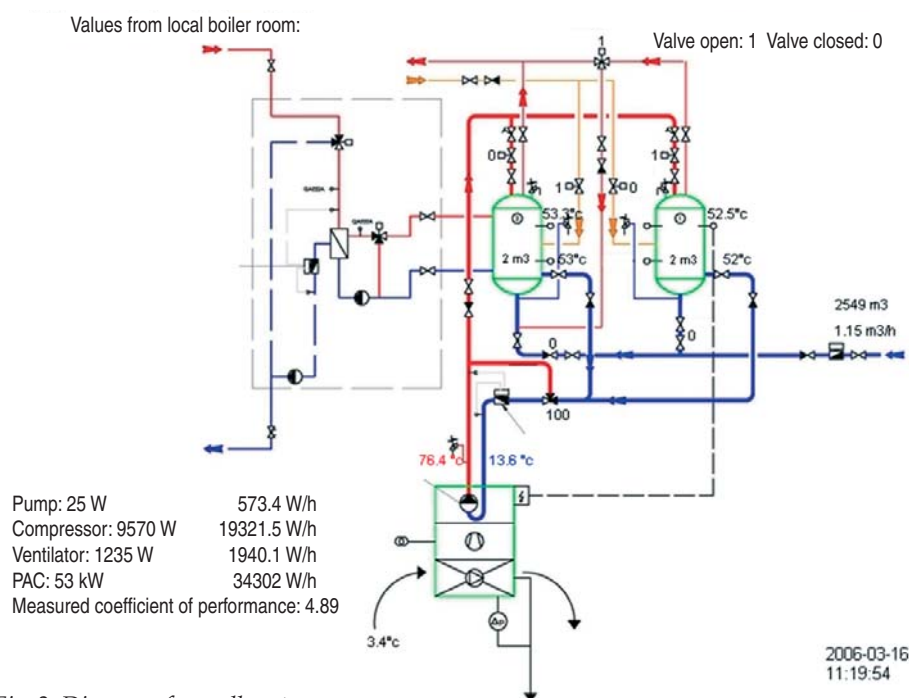 Values from local boiler room:
Valve open: 1 Valve closed: 0
1
0
1
1
0
53.3°c
52.5°c
2 m3
53°c
2 m3
52°c
2549 m3
1.15 m3/h
0
0
100
76.4 °c
13.6 °c
Pump: 25 W 573.4 W/h
Compressor: 9570 W 19321.5 W/h
Ventilator: 1235 W 1940.1 W/h
PAC: 53 kW 34302 W/h
Measured coefficient of performance: 4.89
3.4°c
Δp
2006-03-16
11:19:54